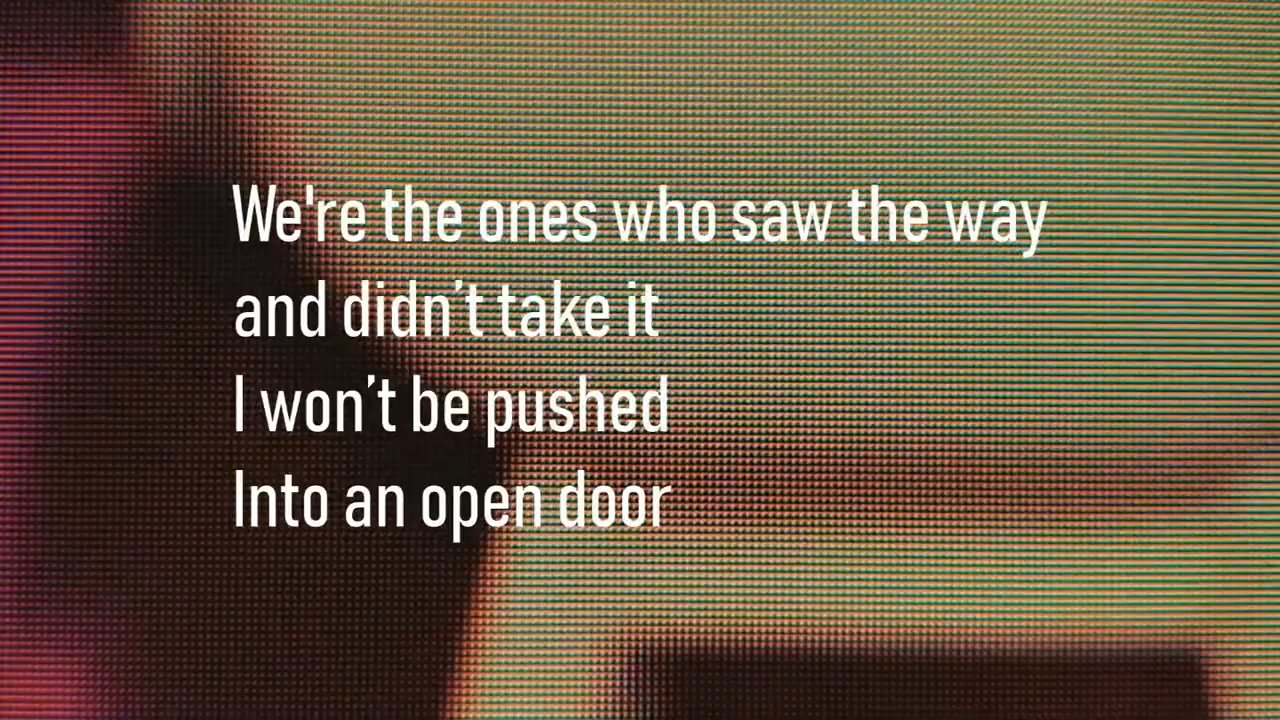 We're the ones who saw the way
and didn’t take it
I won’t be pushed
Into an open door